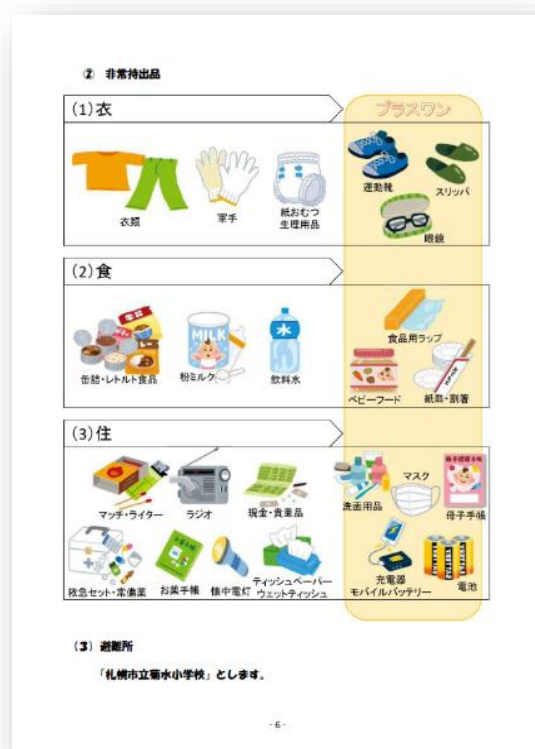 ② 非常持出品
(1)衣
プラスワン
衣類
軍手
紙おむつ
生理用品
運動靴
スリッパ
眼鏡
(2)食
MILK
水
缶詰・レトルト食品
粉ミルク
飲料水
食品用ラップ
ベビーフード
紙皿・割箸
(3)住
マッチ・ライター
ラジオ
現金・貴重品
洗面用品
マスク
母子手帳
救急セット・常備薬
お薬手帳
懐中電灯
ティッシュペーパー
ウェットティッシュ
充電器
モバイルバッテリー
電池
(3) 避難所
「札幌市立菊水小学校」とします。
- 6 -